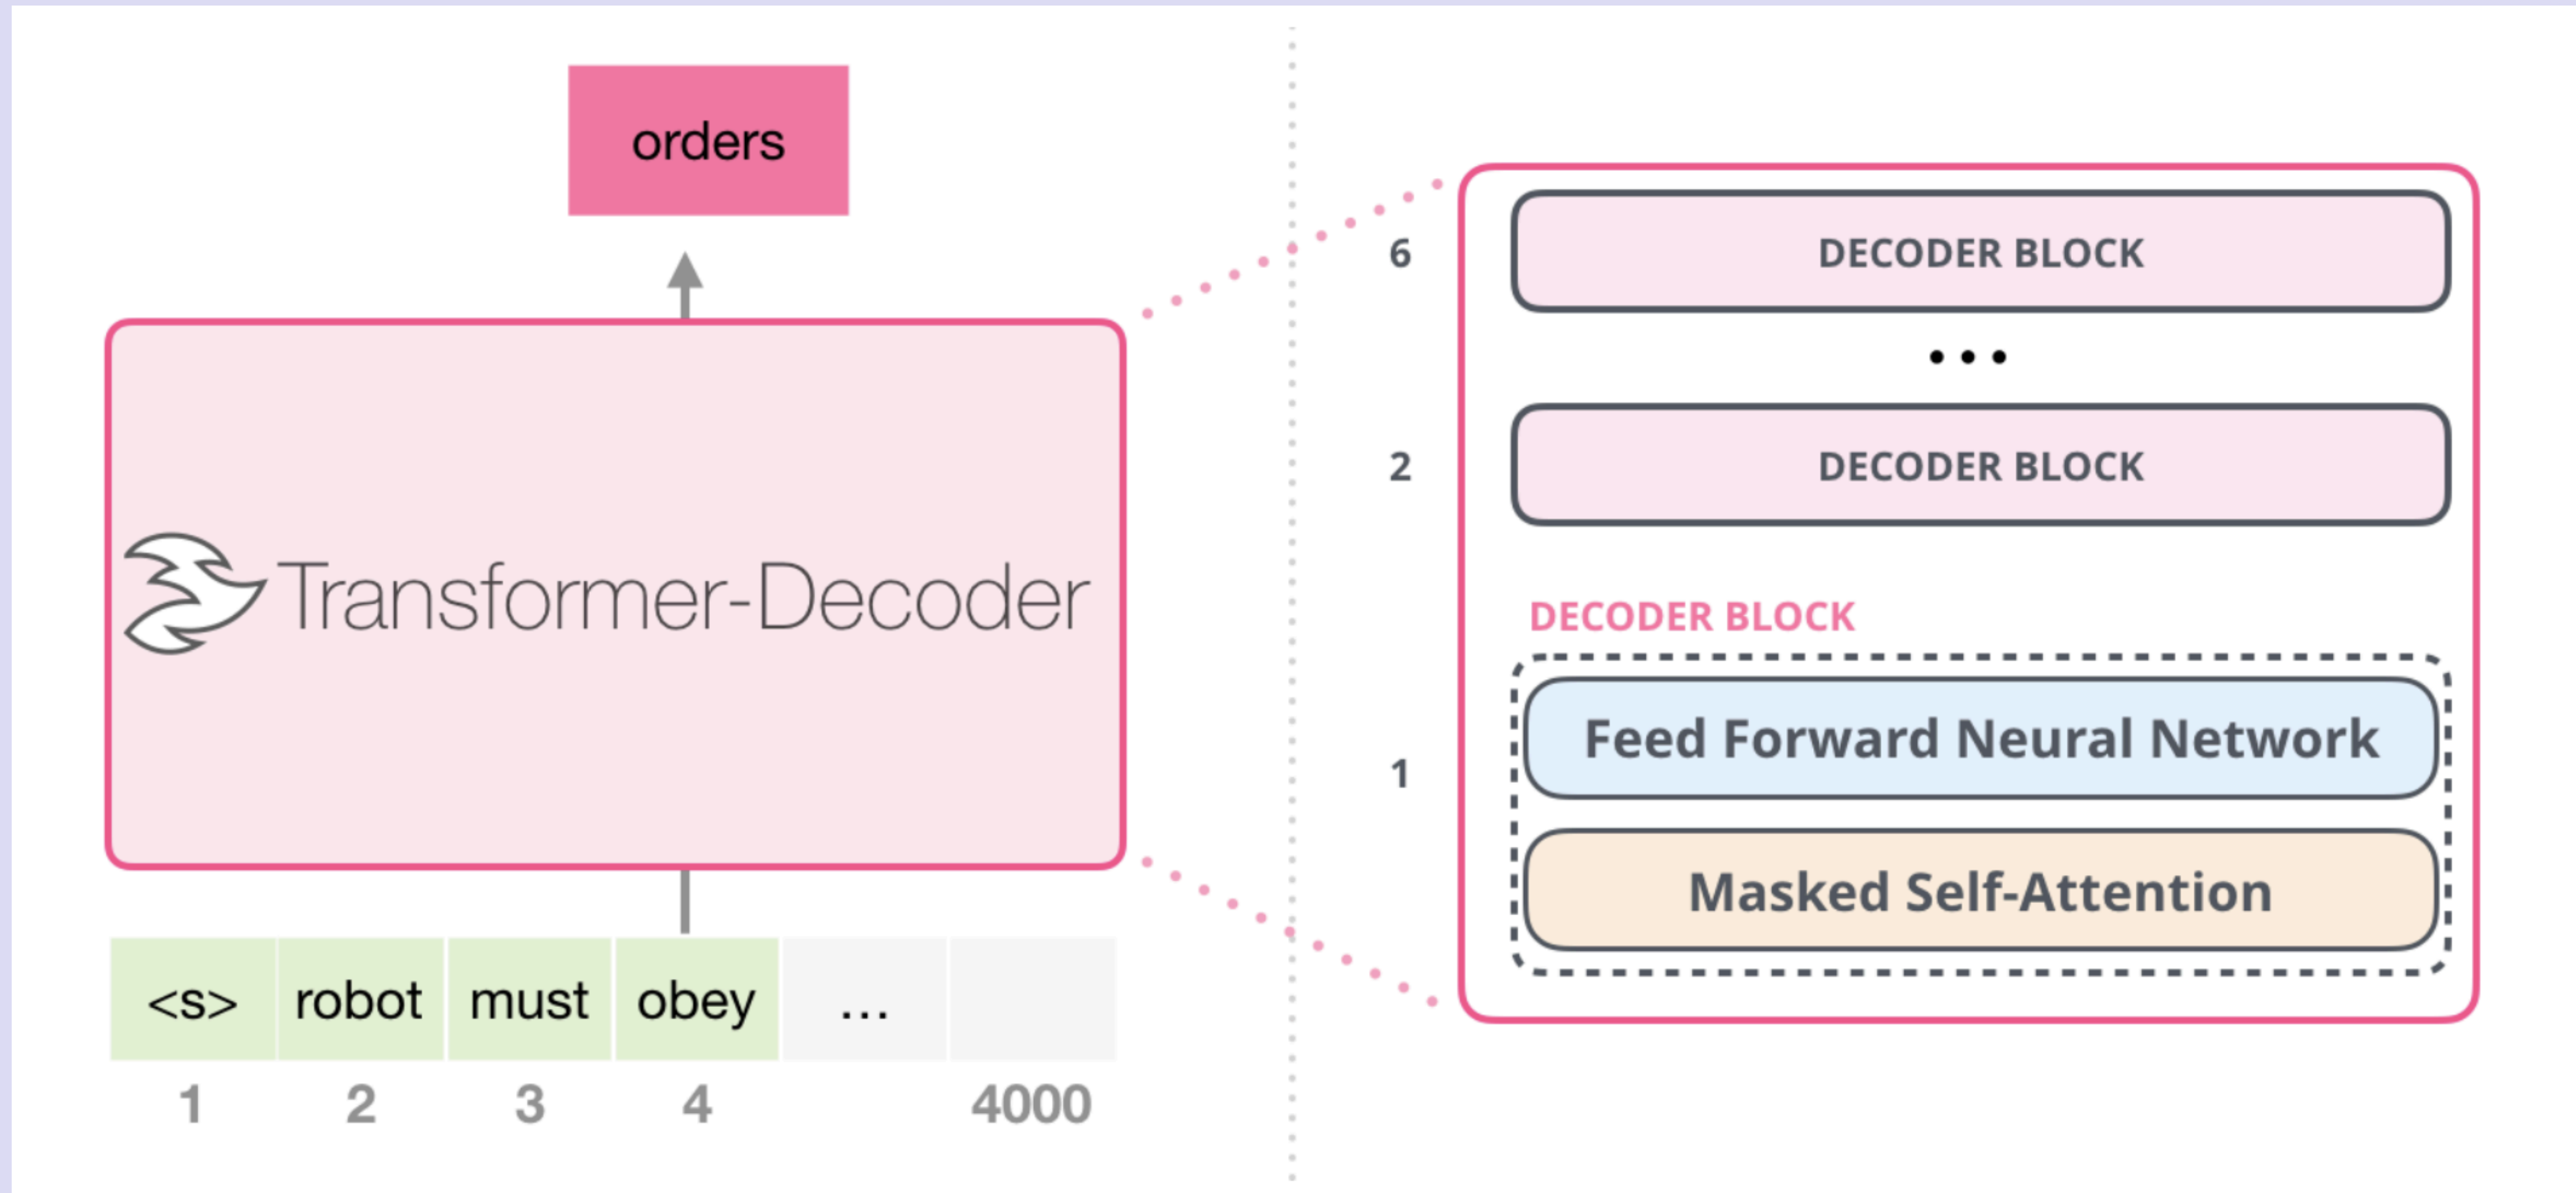 orders
Transformer-Decoder
<s> robot must obey ...
1 2 3 4 4000
6 DECODER BLOCK
...
2 DECODER BLOCK
DECODER BLOCK
1
Feed Forward Neural Network
Masked Self-Attention